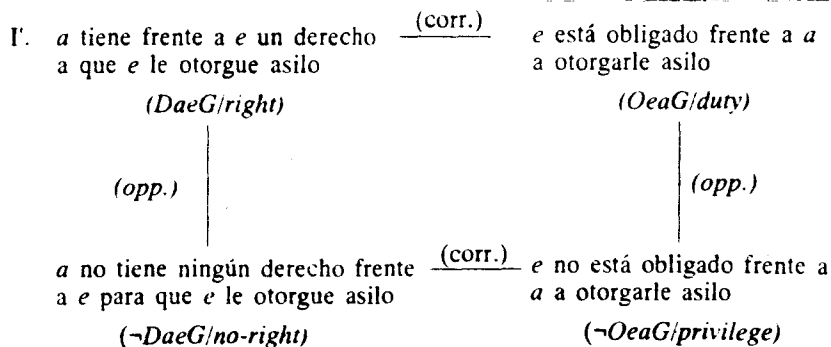 I'. a tiene frente a e un derecho (corr.) e está obligado frente a a
a que e le otorgue asilo a otorgarle asilo
(DaeG/right) (OeaG/duty)
(opp.) (opp.)
a no tiene ningún derecho frente (corr.) e no está obligado frente a
a e para que e le otorgue asilo a a otorgarle asilo
(¬DaeG/no-right) (¬OeaG/privilege)